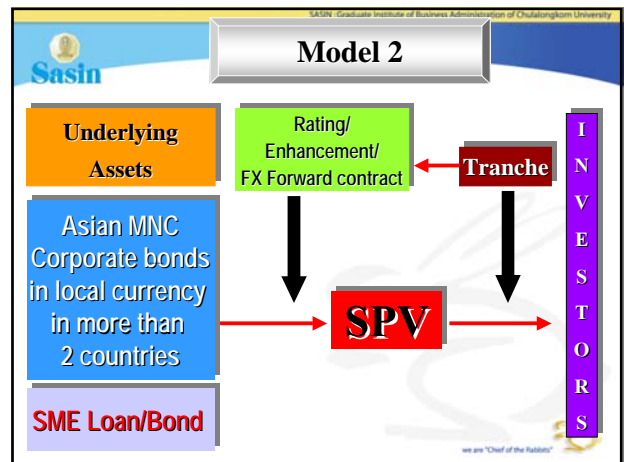 SASIN : Graduate Institute of Business Administration of Chulalongkorn University
Sasin
Model 2
Underlying
Assets
Rating/
Enhancement/
FX Forward contract
Tranche
I
N
V
E
S
T
O
R
S
Asian MNC
Corporate bonds
in local currency
in more than
2 countries
SPV
SME Loan/Bond
we are "Chief of the Rabbits"